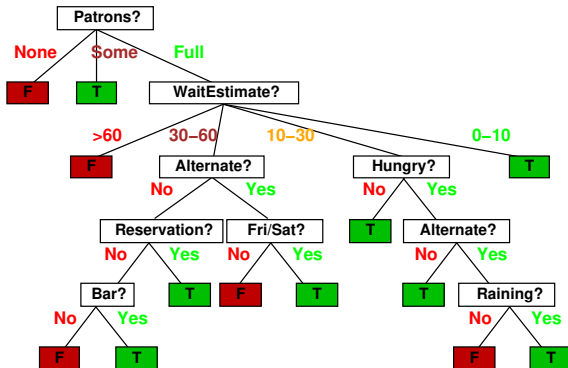 Patrons?
None Some Full
F T WaitEstimate?
>60 30−60 10−30 0−10
F Alternate? Hungry? T
No Yes No Yes
Reservation? Fri/Sat? T Alternate?
No Yes No Yes No Yes
Bar? T F T T Raining?
No Yes No Yes
F T F T